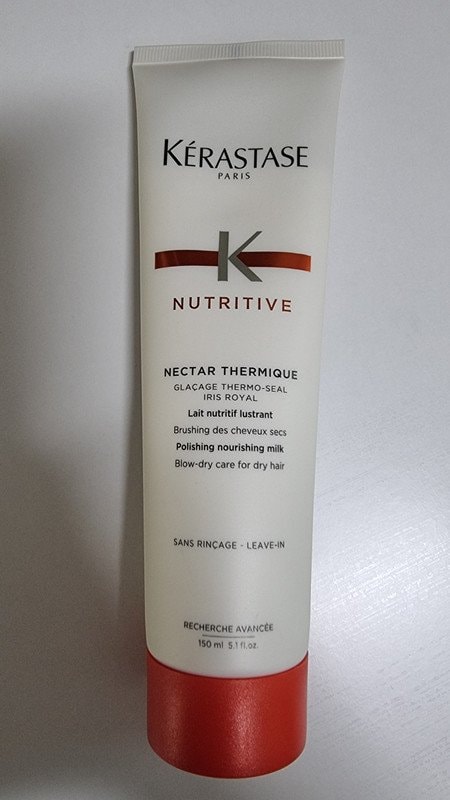 KÉRASTASE
PARIS
K
NUTRITIVE
NECTAR THERMIQUE
GLAÇAGE THERMO-SEAL
IRIS ROYAL
Lait nutritif lustrant
Brushing des cheveux secs
Polishing nourishing milk
Blow-dry care for dry hair
SANS RINÇAGE - LEAVE-IN
RECHERCHE AVANCÉE
150 ml 5.1 fl.oz.